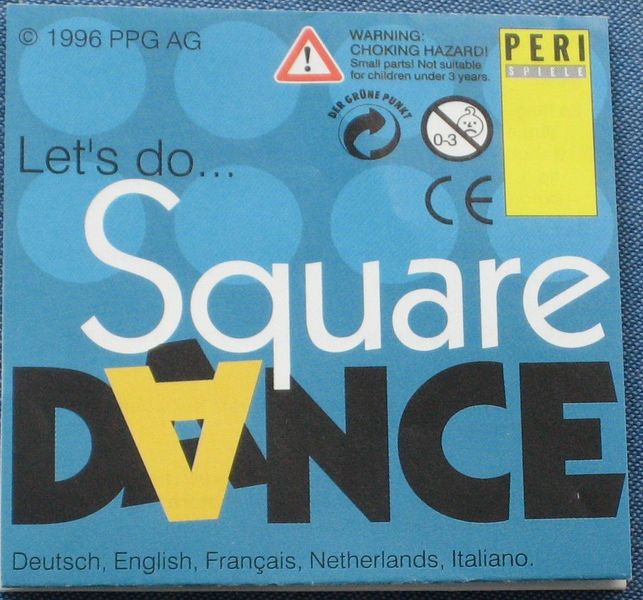 © 1996 PPG AG
WARNING:
CHOKING HAZARD!
Small parts! Not suitable
for children under 3 years.
PERI
SPIELE
DER GRÜNE PUNKT
0-3
CE
Let's do...
Square
DANCE
Deutsch, English, Français, Netherlands, Italiano.